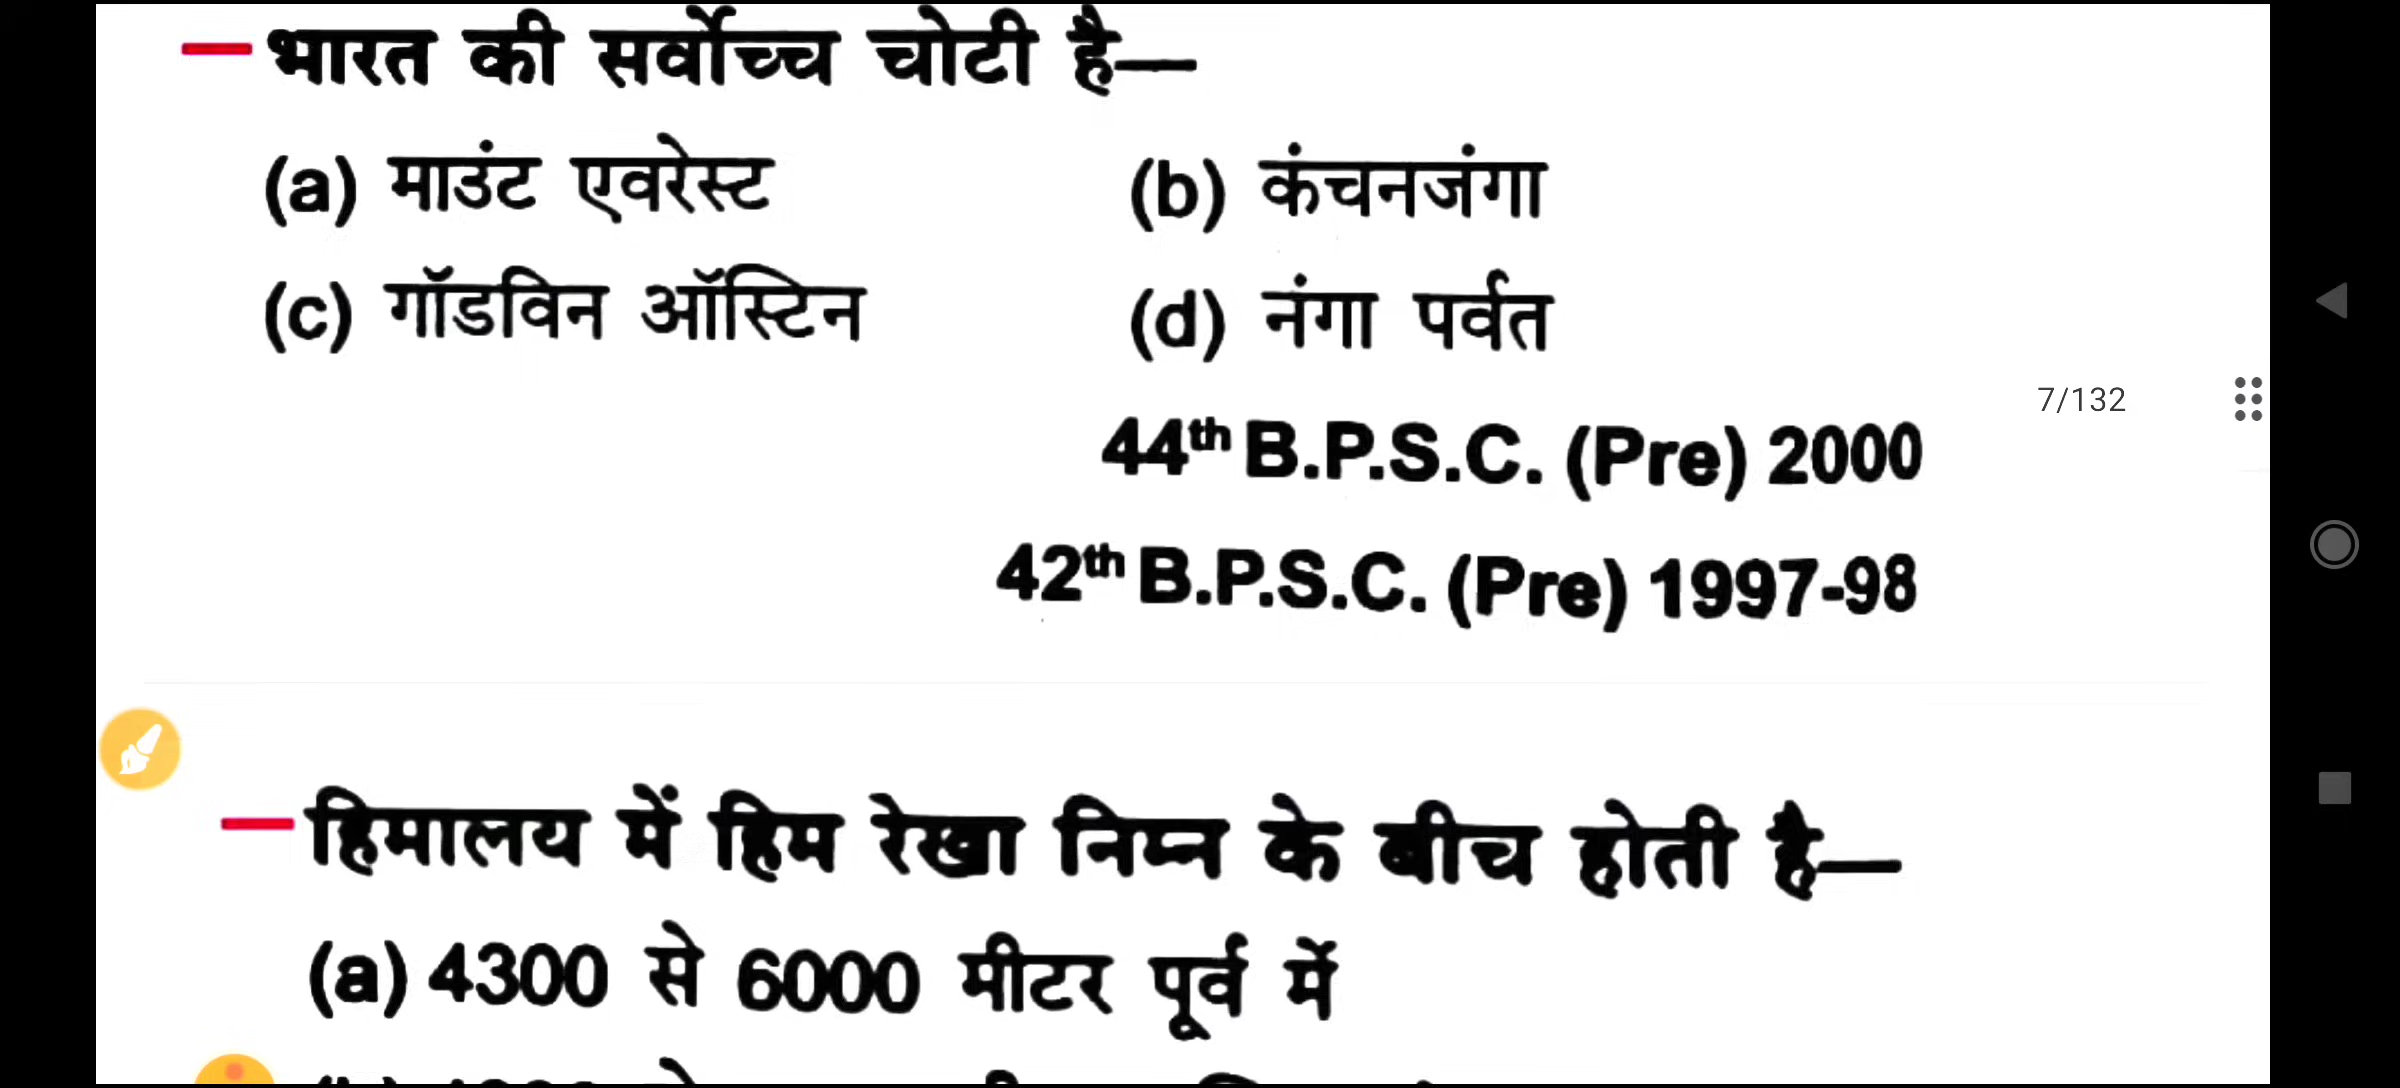 —भारत की सर्वोच्च चोटी है—
(a) माउंट एवरेस्ट (b) कंचनजंगा
(c) गॉडविन ऑस्टिन (d) नंगा पर्वत
7/132
44th B.P.S.C. (Pre) 2000
42th B.P.S.C. (Pre) 1997-98
—हिमालय में हिम रेखा निम्न के बीच होती है—
(a) 4300 से 6000 मीटर पूर्व में